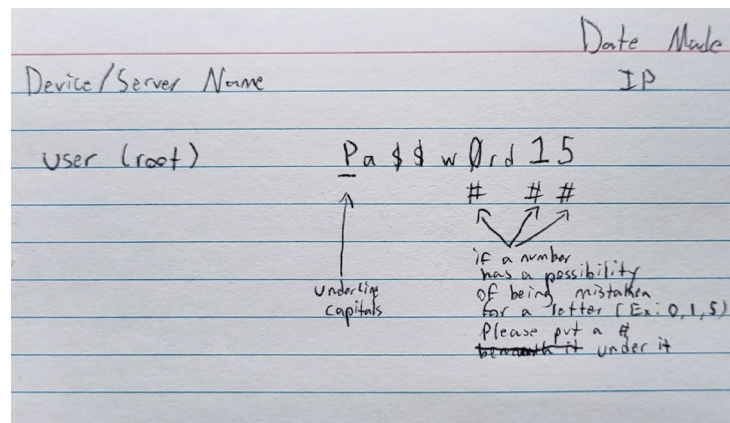 Date Made
Device/Server Name IP
user (root) Pa$$w0rd 15
# # #
if a number
has a possibility
underline of being mistaken
capitals for a letter (Ex: 0,1,5)
Please put a #
beneath it under it